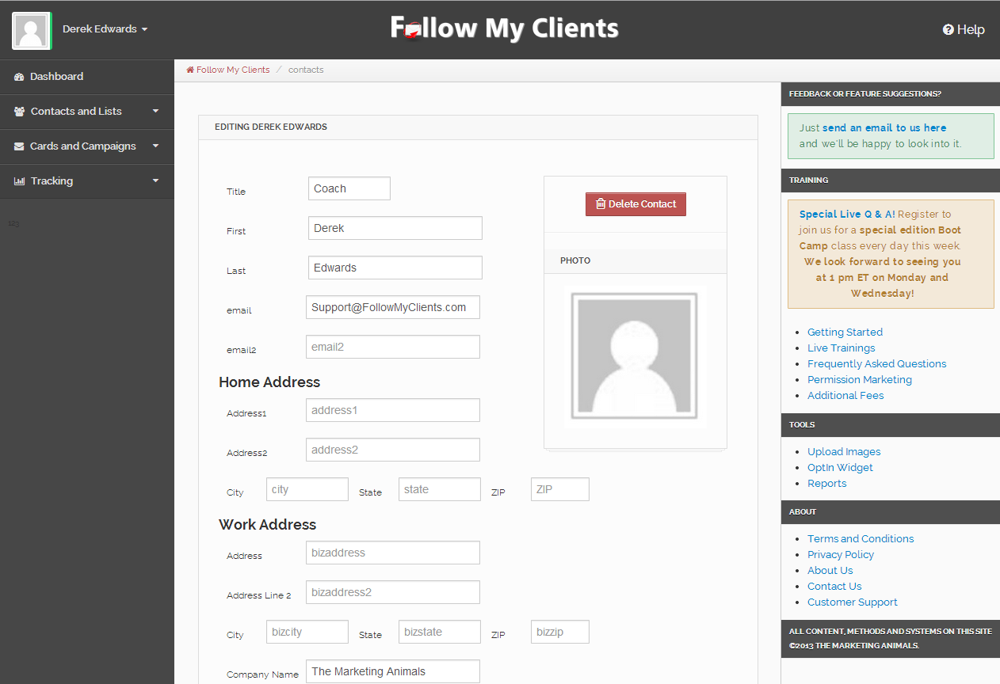 Derek Edwards
Follow My Clients
Help
Dashboard
Contacts and Lists
Cards and Campaigns
Tracking
123
Follow My Clients / contacts
EDITING DEREK EDWARDS
Title Coach
First Derek
Last Edwards
email Support@FollowMyClients.com
email2 email2
Home Address
Address1 address1
Address2 address2
City city State state ZIP ZIP
Work Address
Address bizaddress
Address Line 2 bizaddress2
City bizcity State bizstate ZIP bizzip
Company Name The Marketing Animals
Delete Contact
PHOTO
FEEDBACK OR FEATURE SUGGESTIONS?
Just send an email to us here
and we'll be happy to look into it.
TRAINING
Special Live Q & A! Register to
join us for a special edition Boot
Camp class every day this week.
We look forward to seeing you
at 1 pm ET on Monday and
Wednesday!
Getting Started
Live Trainings
Frequently Asked Questions
Permission Marketing
Additional Fees
TOOLS
Upload Images
OptIn Widget
Reports
ABOUT
Terms and Conditions
Privacy Policy
About Us
Contact Us
Customer Support
ALL CONTENT, METHODS AND SYSTEMS ON THIS SITE
©2013 THE MARKETING ANIMALS.